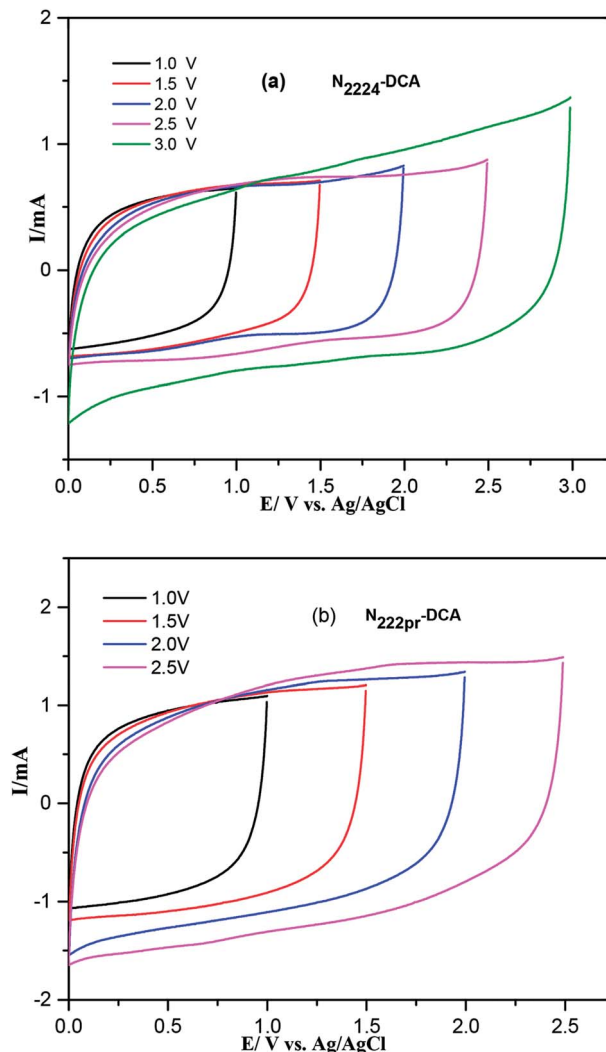 2
1
0
-1
I/mA
1.0 V
1.5 V
2.0 V
2.5 V
3.0 V
(a) N2224-DCA
0.0 0.5 1.0 1.5 2.0 2.5 3.0
E/ V vs. Ag/AgCl
2
1
0
-1
-2
I/mA
1.0V
1.5V
2.0V
2.5V
(b) N222pr-DCA
0.0 0.5 1.0 1.5 2.0 2.5
E/ V vs. Ag/AgCl